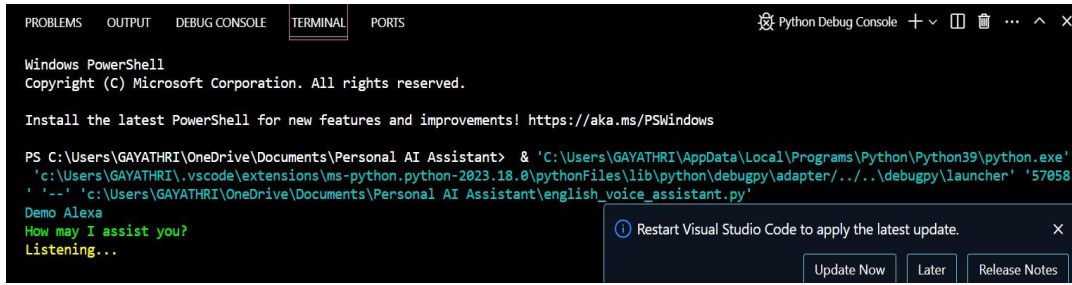 PROBLEMS OUTPUT DEBUG CONSOLE TERMINAL PORTS Python Debug Console
Windows PowerShell
Copyright (C) Microsoft Corporation. All rights reserved.
Install the latest PowerShell for new features and improvements! https://aka.ms/PSWindows
PS C:\Users\GAYATHRI\OneDrive\Documents\Personal AI Assistant>  & 'C:\Users\GAYATHRI\AppData\Local\Programs\Python\Python39\python.exe'
'c:\Users\GAYATHRI\.vscode\extensions\ms-python.python-2023.18.0\pythonFiles\lib\python\debugpy\adapter/../..\debugpy\launcher' '57058
' '--' 'c:\Users\GAYATHRI\OneDrive\Documents\Personal AI Assistant\english_voice_assistant.py'
Demo Alexa
How may I assist you?
Listening...
Restart Visual Studio Code to apply the latest update.
Update Now Later Release Notes